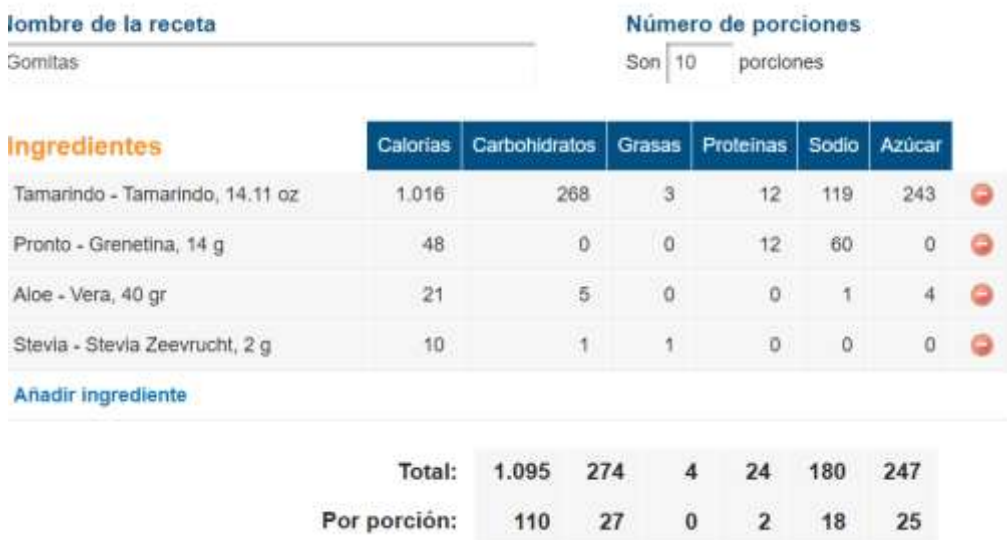 Nombre de la receta Número de porciones
Gomitas Son 10 porciones
Ingredientes Calorías Carbohidratos Grasas Proteínas Sodio Azúcar
Tamarindo - Tamarindo, 14.11 oz 1.016 268 3 12 119 243
Pronto - Grenetina, 14 g 48 0 0 12 60 0
Aloe - Vera, 40 gr 21 5 0 0 1 4
Stevia - Stevia Zeevrucht, 2 g 10 1 1 0 0 0
Añadir ingrediente
Total: 1.095 274 4 24 180 247
Por porción: 110 27 0 2 18 25